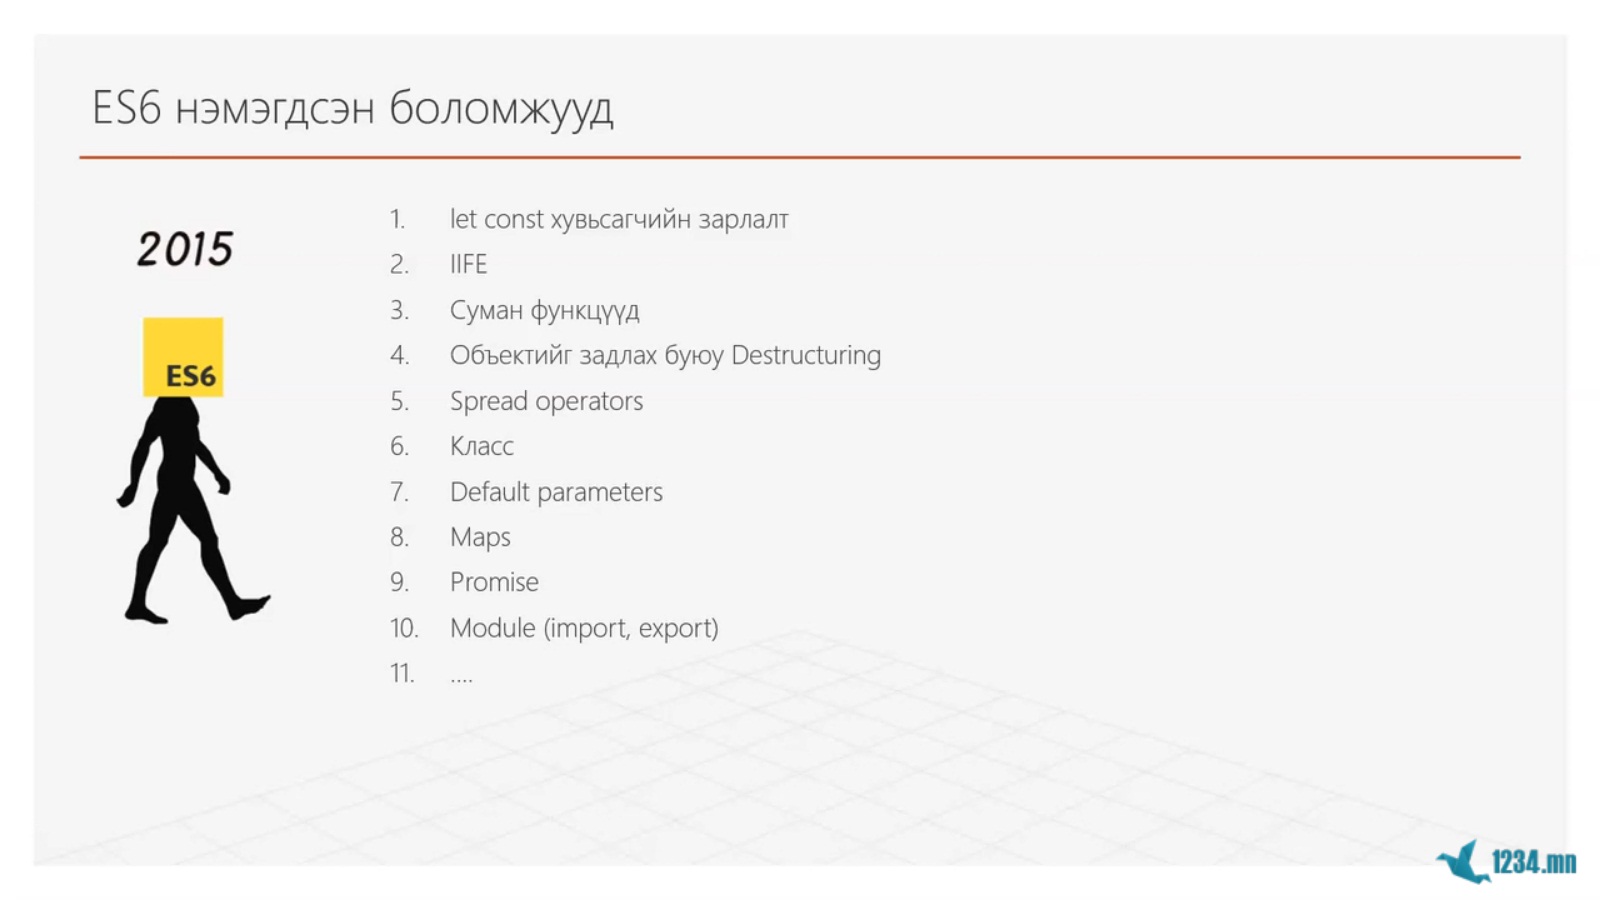 ES6 нэмэгдсэн боломжууд
2015
ES6
1. let const хувьсагчийн зарлалт
2. IIFE
3. Суман функцүүд
4. Объектийг задлах буюу Destructuring
5. Spread operators
6. Класс
7. Default parameters
8. Maps
9. Promise
10. Module (import, export)
11. ....
1234.mn